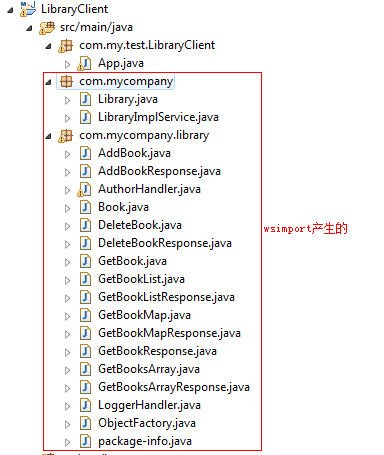 LibraryClient
src/main/java
com.my.test.LibraryClient
App.java
com.mycompany
Library.java
LibraryImplService.java
com.mycompany.library
AddBook.java
AddBookResponse.java
AuthorHandler.java
Book.java
DeleteBook.java
DeleteBookResponse.java
wsimport产生的
GetBook.java
GetBookList.java
GetBookListResponse.java
GetBookMap.java
GetBookMapResponse.java
GetBookResponse.java
GetBooksArray.java
GetBooksArrayResponse.java
LoggerHandler.java
ObjectFactory.java
package-info.java